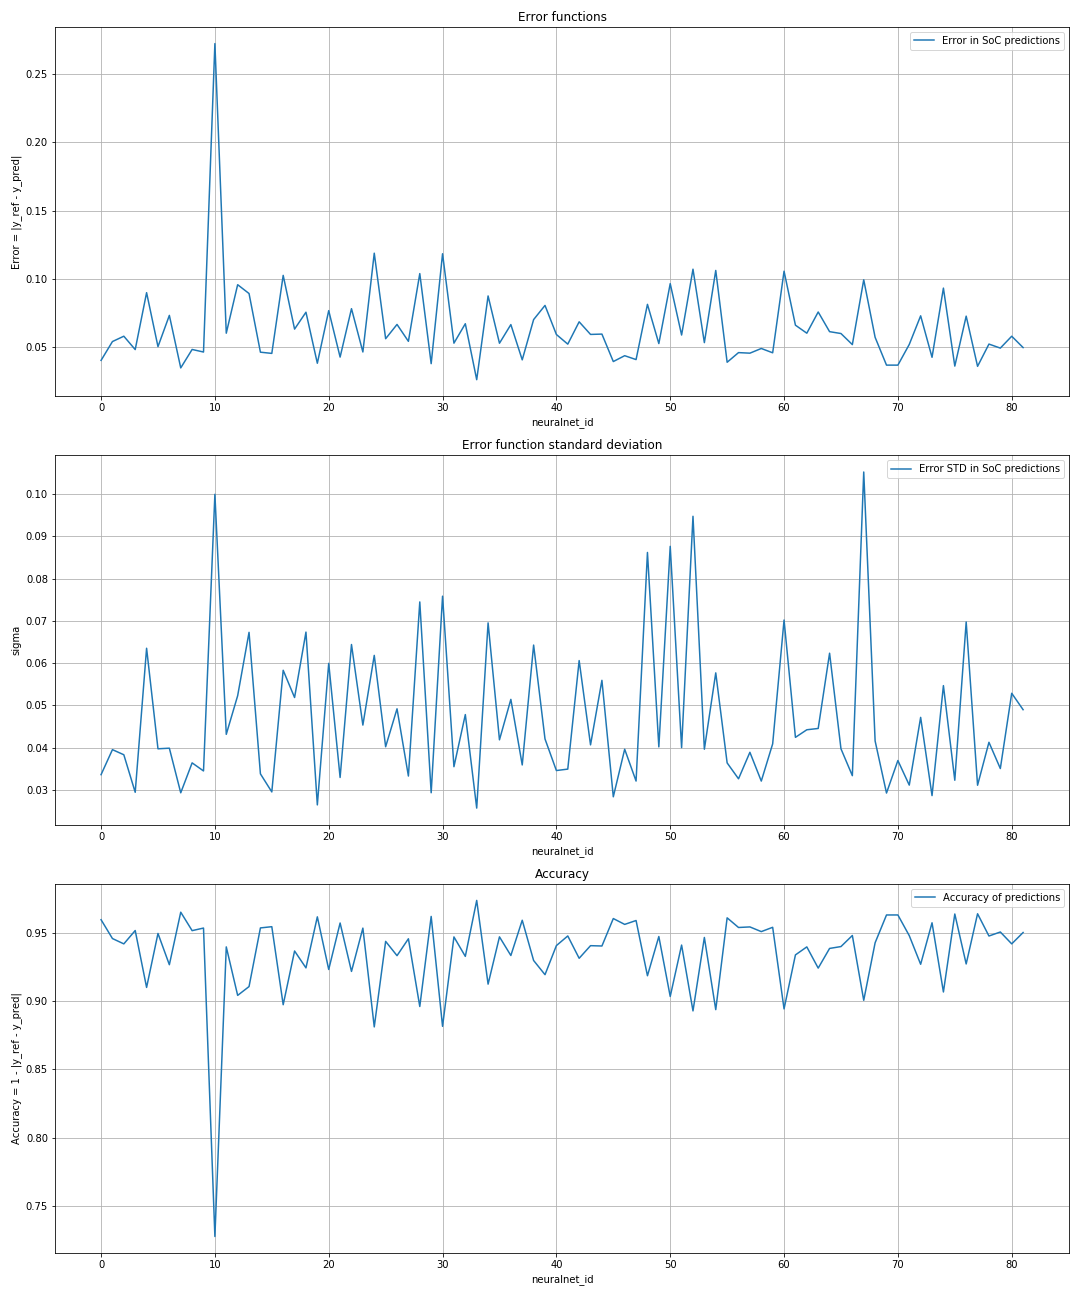 Error functions
Error in SoC predictions
Error = |y_ref - y_pred|
0.25
0.20
0.15
0.10
0.05
0 10 20 30 40 50 60 70 80
neuralnet_id
Error function standard deviation
Error STD in SoC predictions
sigma
0.10
0.09
0.08
0.07
0.06
0.05
0.04
0.03
0 10 20 30 40 50 60 70 80
neuralnet_id
Accuracy
Accuracy of predictions
Accuracy = 1 - |y_ref - y_pred|
0.95
0.90
0.85
0.80
0.75
0 10 20 30 40 50 60 70 80
neuralnet_id